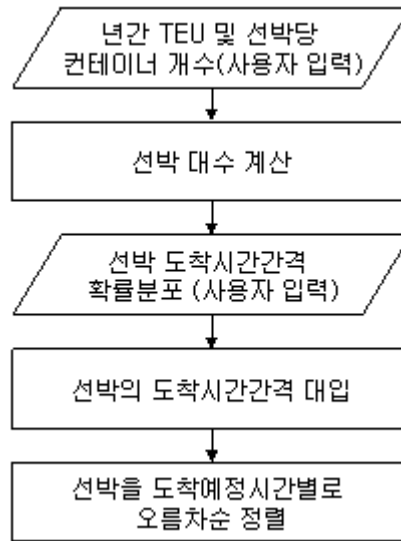 년간 TEU 및 선박당
컨테이너 개수(사용자 입력)
선박 대수 계산
선박 도착시간간격
확률분포 (사용자 입력)
선박의 도착시간간격 대입
선박을 도착예정시간별로
오름차순 정렬